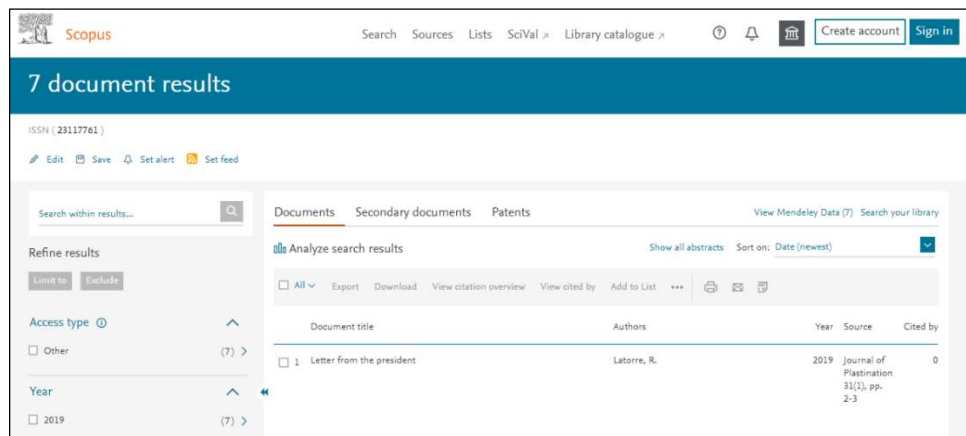 Scopus
Search Sources Lists SciVal Library catalogue
Create account Sign in
7 document results
ISSN ( 23117761 )
Edit Save Set alert Set feed
Search within results...
Refine results
Limit to Exclude
Access type
Other (7)
Year
2019 (7)
Documents Secondary documents Patents
View Mendeley Data (7) Search your library
Analyze search results
Show all abstracts Sort on: Date (newest)
All Export Download View citation overview View cited by Add to List
Document title Authors Year Source Cited by
1 Letter from the president Latorre, R. 2019 Journal of 0
Plastination
31(1), pp.
2-3